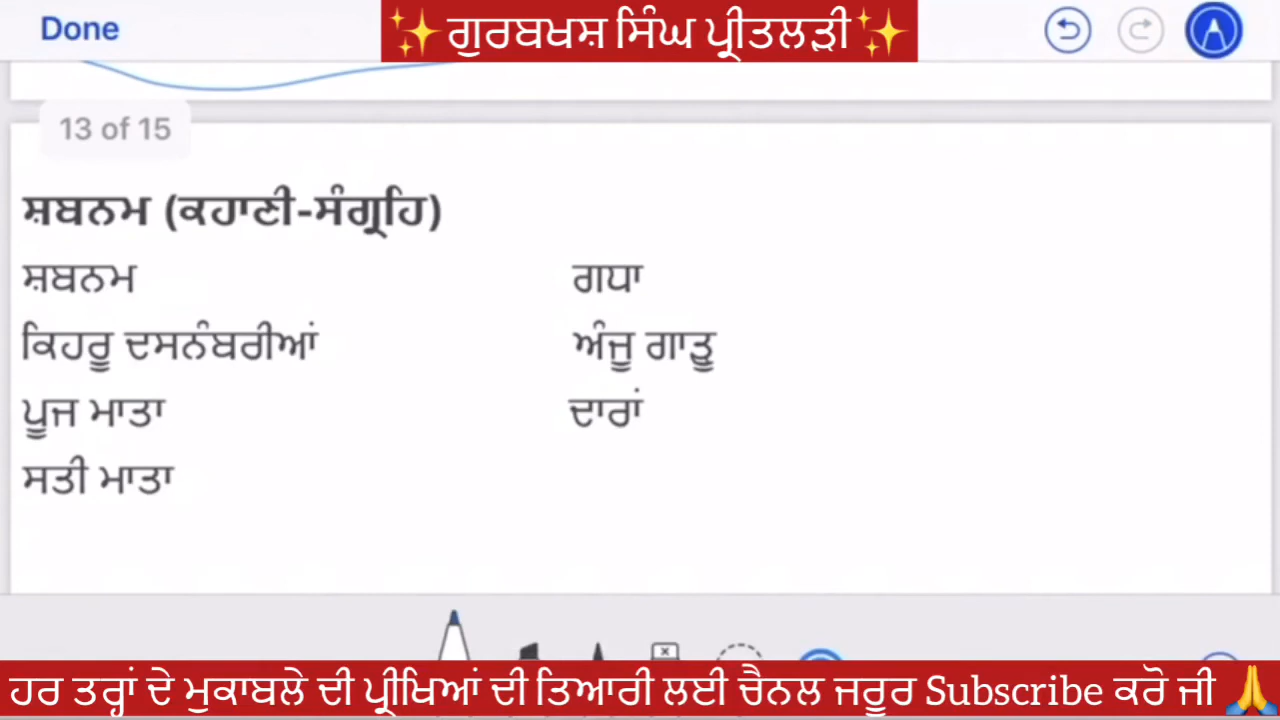 Done
✨ਗੁਰਬਖਸ਼ ਸਿੰਘ ਪ੍ਰੀਤਲੜੀ✨
13 of 15
ਸ਼ਬਨਮ (ਕਹਾਣੀ-ਸੰਗ੍ਰਹਿ)
ਸ਼ਬਨਮ ਗਧਾ
ਕਿਹਰੂ ਦਸਨੰਬਰੀਆਂ ਅੰਜੂ ਗਾੜੂ
ਪੂਜ ਮਾਤਾ ਦਾਰਾਂ
ਸਤੀ ਮਾਤਾ
ਹਰ ਤਰ੍ਹਾਂ ਦੇ ਮੁਕਾਬਲੇ ਦੀ ਪ੍ਰੀਖਿਆਂ ਦੀ ਤਿਆਰੀ ਲਈ ਚੈਨਲ ਜਰੂਰ Subscribe ਕਰੋ ਜੀ 🙏